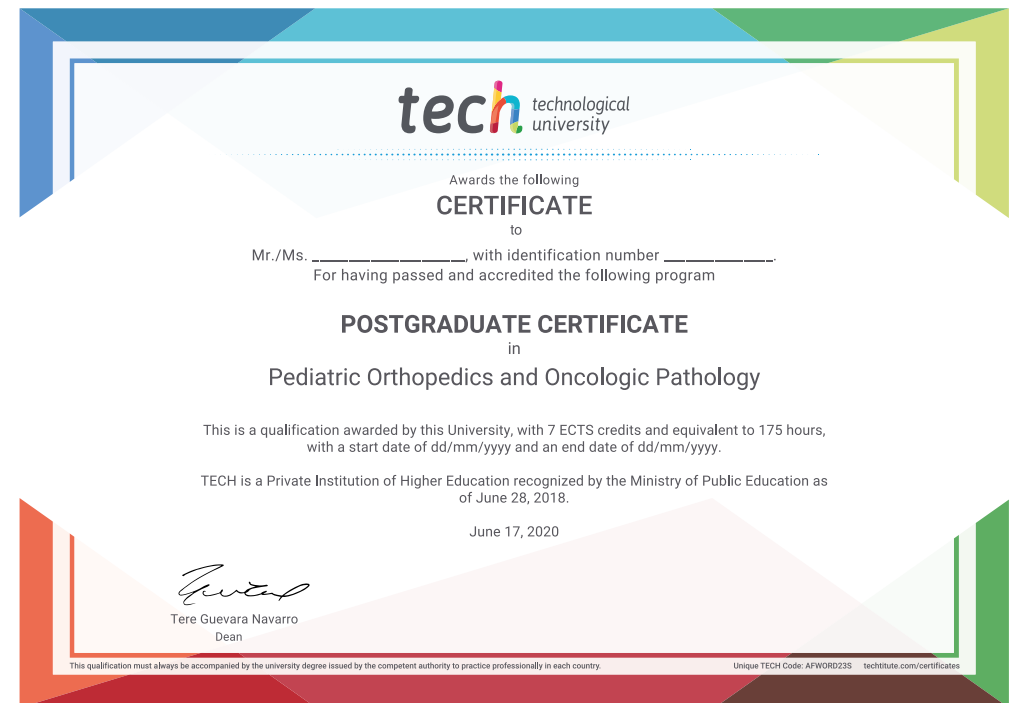 tech technological
university
Awards the following
CERTIFICATE
to
Mr./Ms. ____________________, with identification number ______________.
For having passed and accredited the following program
POSTGRADUATE CERTIFICATE
in
Pediatric Orthopedics and Oncologic Pathology
This is a qualification awarded by this University, with 7 ECTS credits and equivalent to 175 hours,
with a start date of dd/mm/yyyy and an end date of dd/mm/yyyy.
TECH is a Private Institution of Higher Education recognized by the Ministry of Public Education as
of June 28, 2018.
June 17, 2020
Tere Guevara Navarro
Dean
This qualification must always be accompanied by the university degree issued by the competent authority to practice professionally in each country.
Unique TECH Code: AFWORD23S techtitute.com/certificates